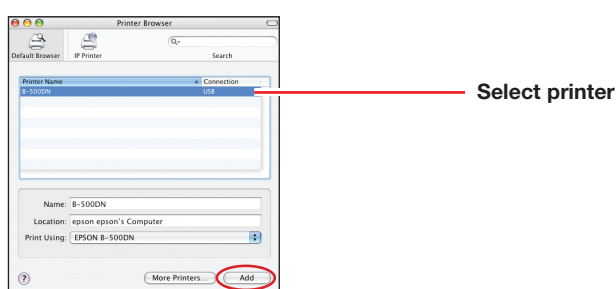 Printer Browser
Default Browser IP Printer Search
Printer Name Connection
B-500DN USB
Select printer
Name: B-500DN
Location: epson epson's Computer
Print Using: EPSON B-500DN
? More Printers... Add